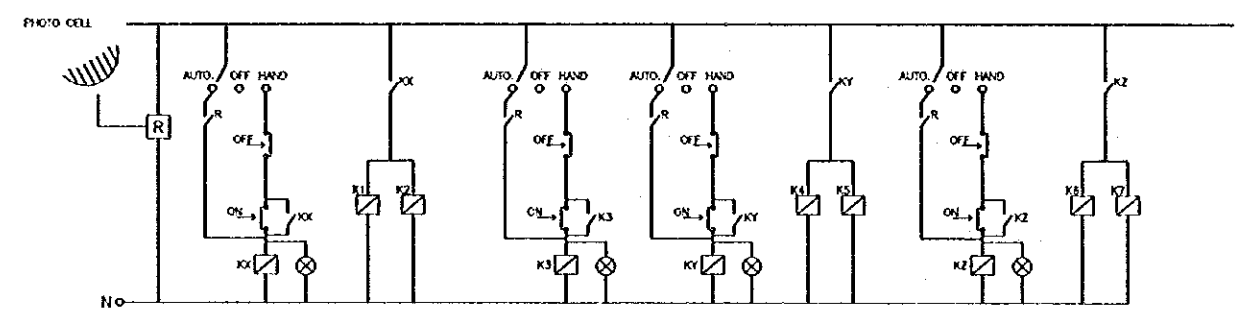 PHOTO CELL
AUTO. OFF HAND
KX
AUTO. OFF HAND
AUTO. OFF HAND
KY
AUTO. OFF HAND
KZ
R
R
R
R
R
OFF
OFF
OFF
OFF
K1
K2
K4
K5
K6
K7
ON
KX
ON
K3
ON
KY
ON
KZ
KX
K3
KY
KZ
N